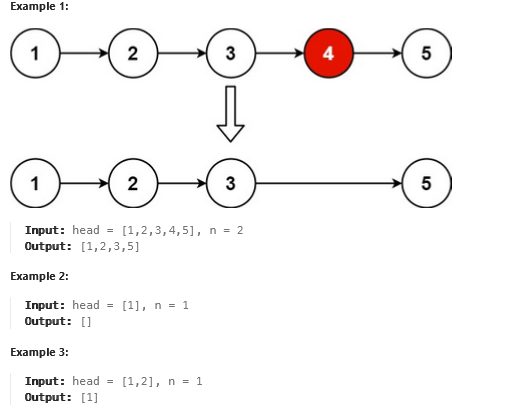 Example 1:
1 2 3 4 5
1 2 3 5
Input: head = [1,2,3,4,5], n = 2
Output: [1,2,3,5]
Example 2:
Input: head = [1], n = 1
Output: []
Example 3:
Input: head = [1,2], n = 1
Output: [1]